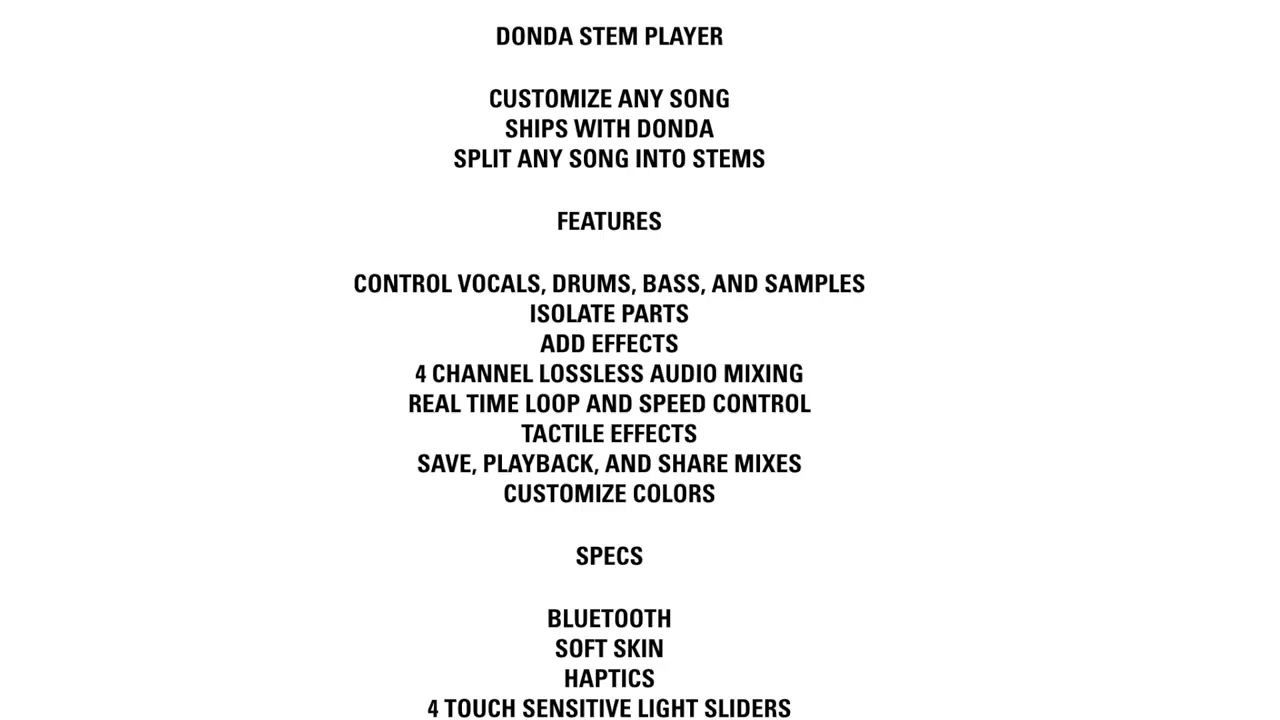 DONDA STEM PLAYER
CUSTOMIZE ANY SONG
SHIPS WITH DONDA
SPLIT ANY SONG INTO STEMS
FEATURES
CONTROL VOCALS, DRUMS, BASS, AND SAMPLES
ISOLATE PARTS
ADD EFFECTS
4 CHANNEL LOSSLESS AUDIO MIXING
REAL TIME LOOP AND SPEED CONTROL
TACTILE EFFECTS
SAVE, PLAYBACK, AND SHARE MIXES
CUSTOMIZE COLORS
SPECS
BLUETOOTH
SOFT SKIN
HAPTICS
4 TOUCH SENSITIVE LIGHT SLIDERS